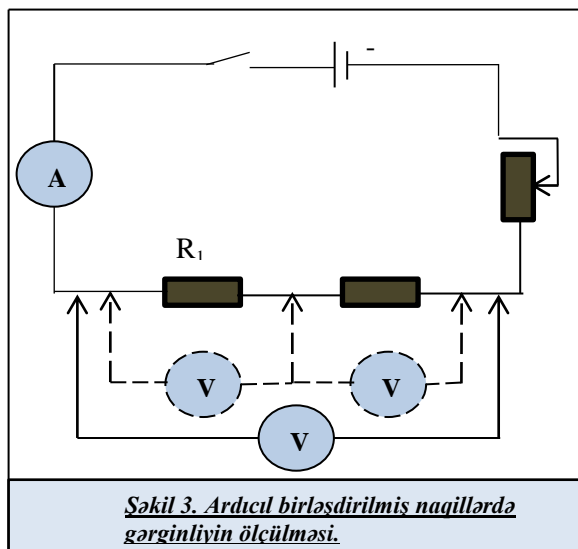 -
A
R₁
V
V
V
Şəkil 3. Ardıcıl birləşdirilmiş naqillərdə
gərginliyin ölçülməsi.